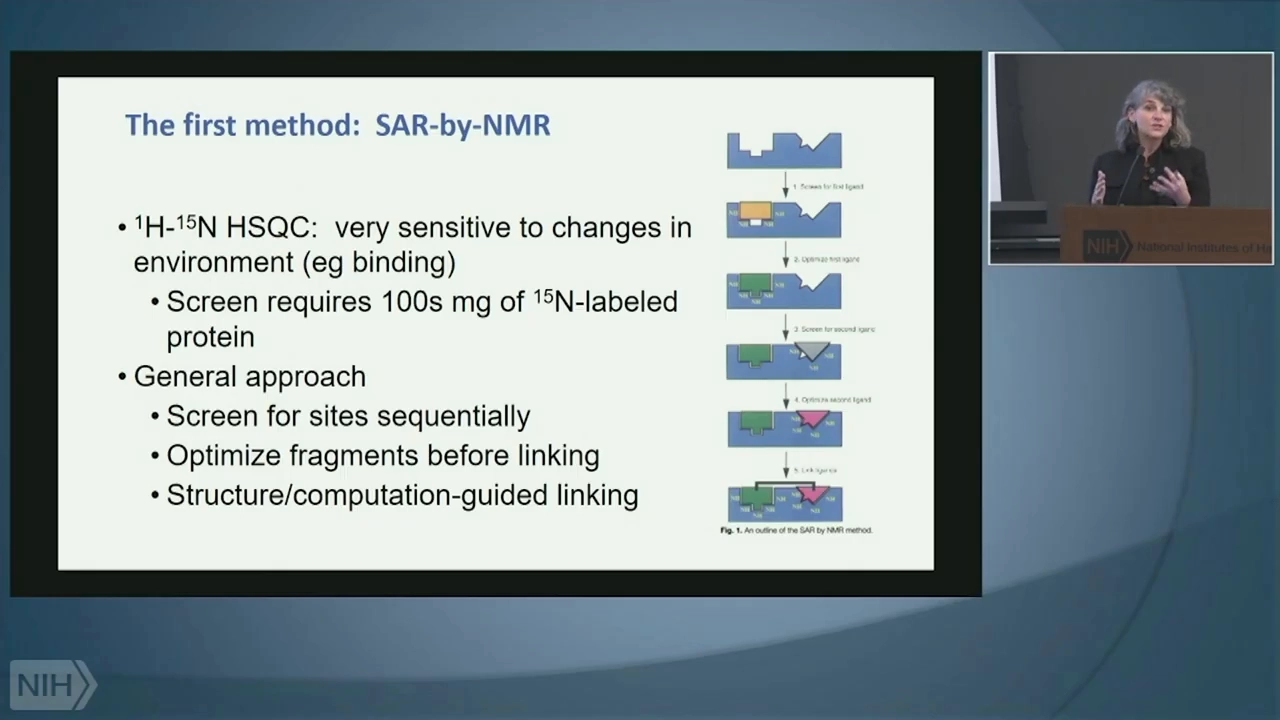 The first method: SAR-by-NMR
• ¹H-¹⁵N HSQC: very sensitive to changes in
environment (eg binding)
• Screen requires 100s mg of ¹⁵N-labeled
protein
• General approach
• Screen for sites sequentially
• Optimize fragments before linking
• Structure/computation-guided linking
1. Screen for first ligand
2. Optimize first ligand
3. Screen for second ligand
4. Optimize second ligand
5. Link ligands
Fig. 1. An outline of the SAR by NMR method.
NIH National Institutes of
NIH